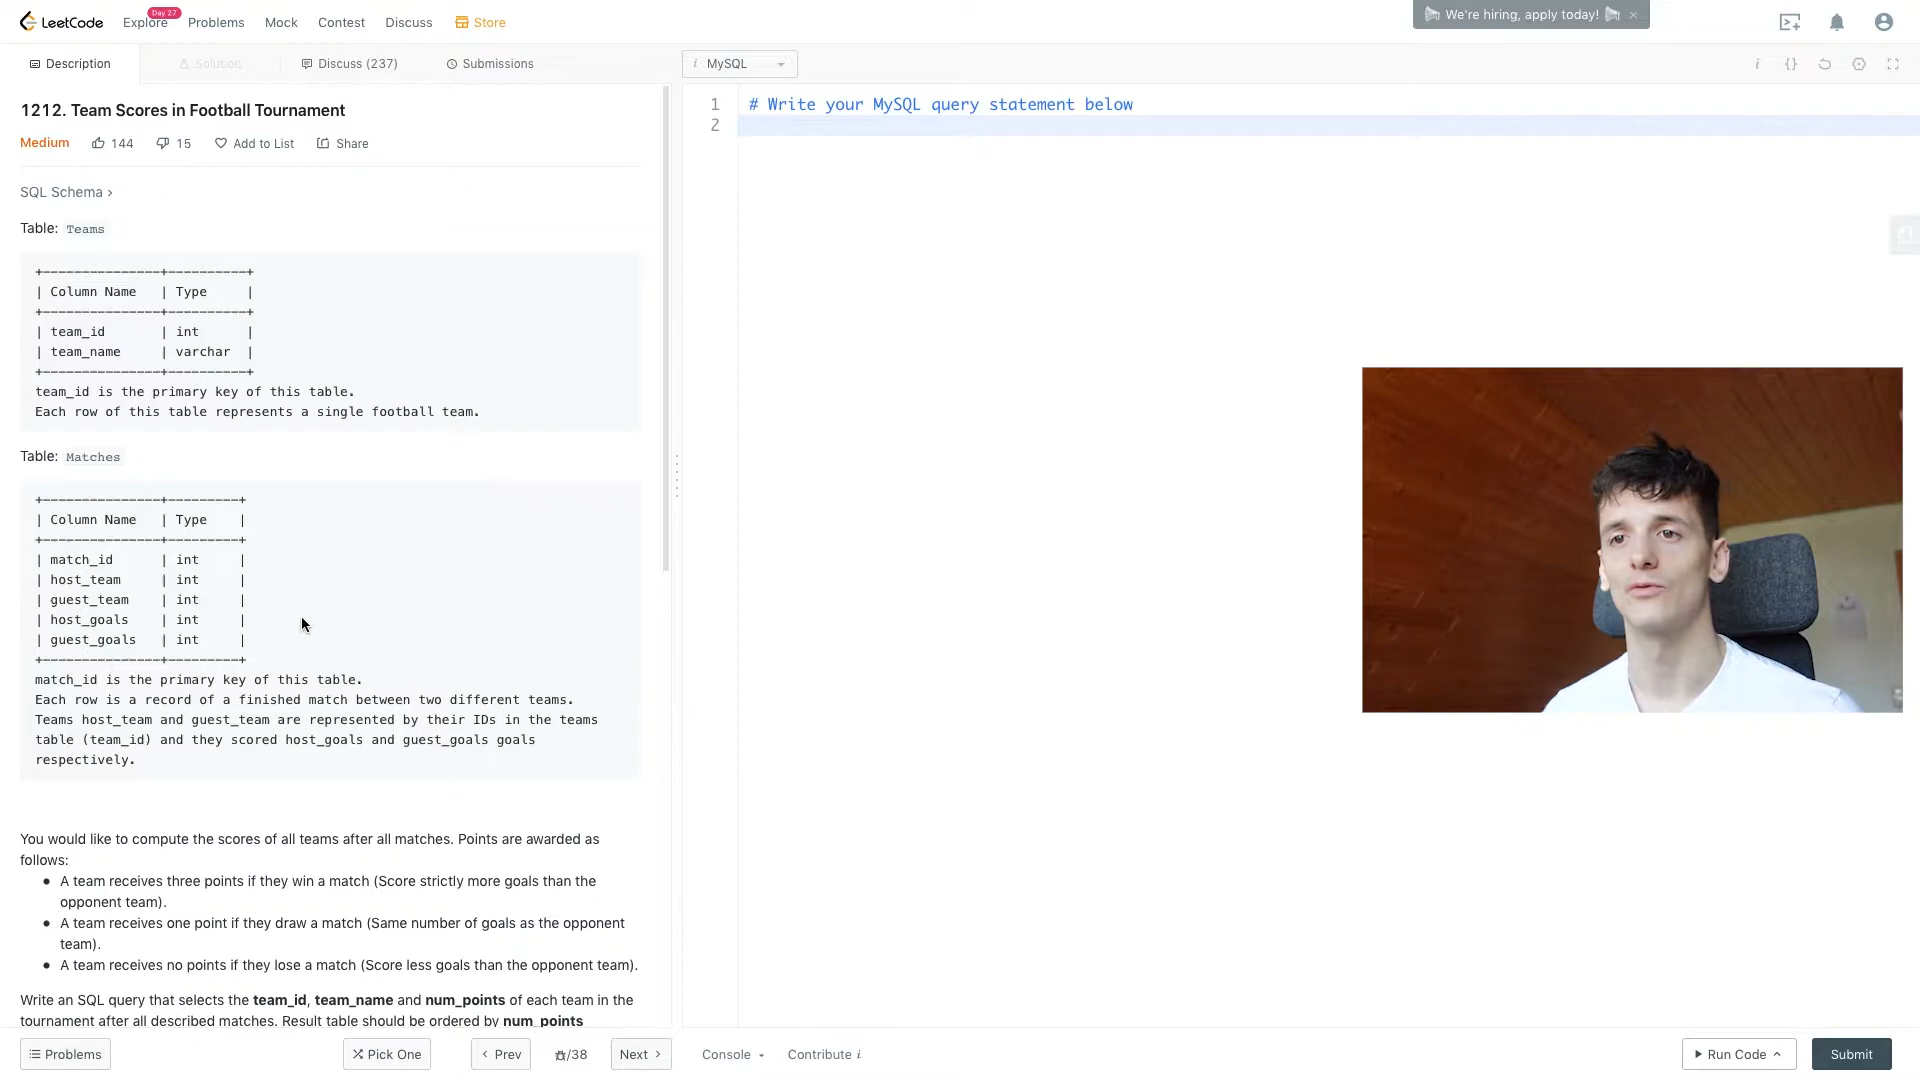 LeetCode
Explore
Day 27
Problems
Mock
Contest
Discuss
Store
We're hiring, apply today!
Description
Solution
Discuss (237)
Submissions
i MySQL
1212. Team Scores in Football Tournament
Medium 144 15 Add to List Share
SQL Schema >
Table: Teams
+---------------+----------+
| Column Name   | Type     |
+---------------+----------+
| team_id       | int      |
| team_name     | varchar  |
+---------------+----------+
team_id is the primary key of this table.
Each row of this table represents a single football team.
Table: Matches
+---------------+---------+
| Column Name   | Type    |
+---------------+---------+
| match_id      | int     |
| host_team     | int     |
| guest_team    | int     |
| host_goals    | int     |
| guest_goals   | int     |
+---------------+---------+
match_id is the primary key of this table.
Each row is a record of a finished match between two different teams.
Teams host_team and guest_team are represented by their IDs in the teams
table (team_id) and they scored host_goals and guest_goals goals
respectively.
You would like to compute the scores of all teams after all matches. Points are awarded as
follows:
• A team receives three points if they win a match (Score strictly more goals than the
opponent team).
• A team receives one point if they draw a match (Same number of goals as the opponent
team).
• A team receives no points if they lose a match (Score less goals than the opponent team).
Write an SQL query that selects the team_id, team_name and num_points of each team in the
tournament after all described matches. Result table should be ordered by num_points
1 # Write your MySQL query statement below
2
i {}
Problems
Pick One
< Prev
/38
Next >
Console
Contribute i
Run Code
Submit